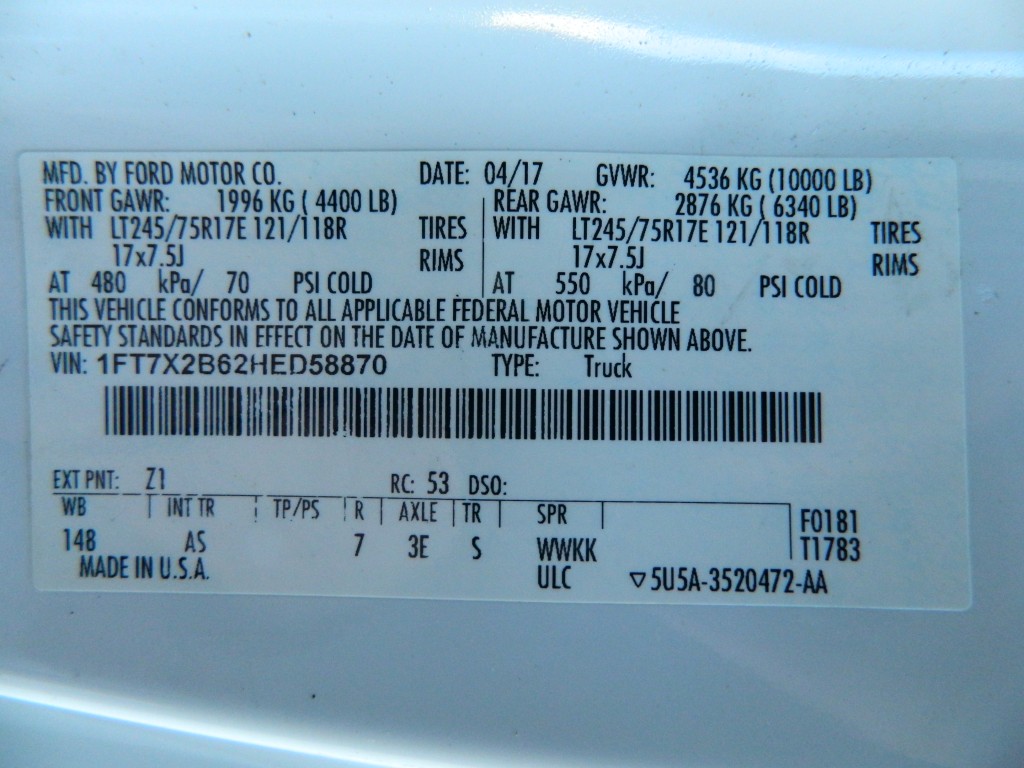 MFD. BY FORD MOTOR CO. DATE: 04/17 GVWR: 4536 KG (10000 LB)
FRONT GAWR: 1996 KG ( 4400 LB) REAR GAWR: 2876 KG ( 6340 LB)
WITH LT245/75R17E 121/118R TIRES WITH LT245/75R17E 121/118R TIRES
17x7.5J RIMS 17x7.5J RIMS
AT 480 kPa/ 70 PSI COLD AT 550 kPa/ 80 PSI COLD
THIS VEHICLE CONFORMS TO ALL APPLICABLE FEDERAL MOTOR VEHICLE
SAFETY STANDARDS IN EFFECT ON THE DATE OF MANUFACTURE SHOWN ABOVE.
VIN: 1FT7X2B62HED58870 TYPE: Truck
EXT PNT: Z1 RC: 53 DSO:
WB INT TR TP/PS R AXLE TR SPR F0181
148 AS 7 3E S WWKK T1783
MADE IN U.S.A. ULC ▽5U5A-3520472-AA